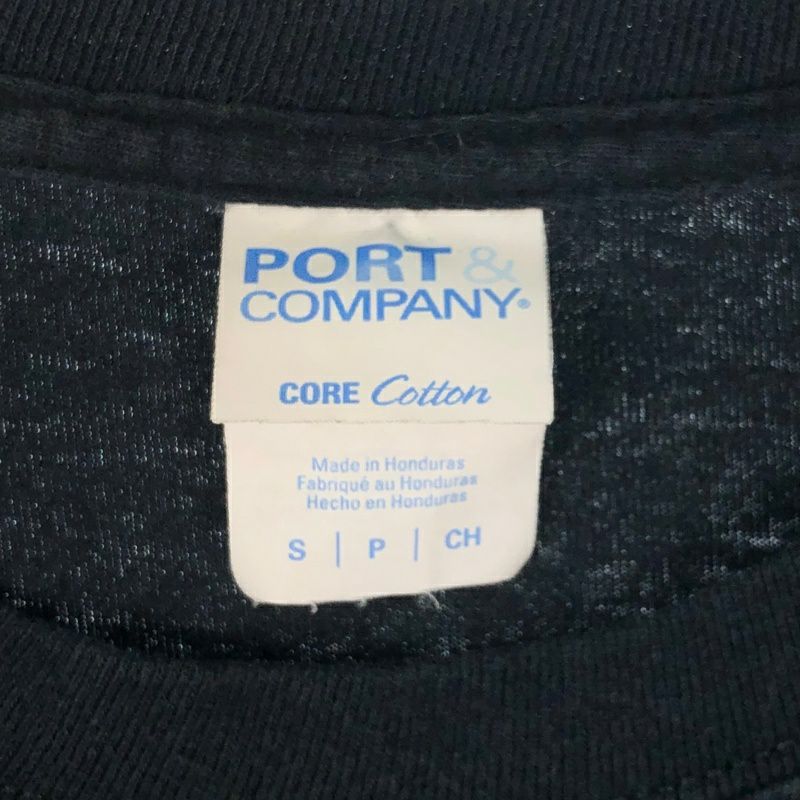 PORT &
COMPANY®
CORE Cotton
Made in Honduras
Fabriqué au Honduras
Hecho en Honduras
S | P | CH